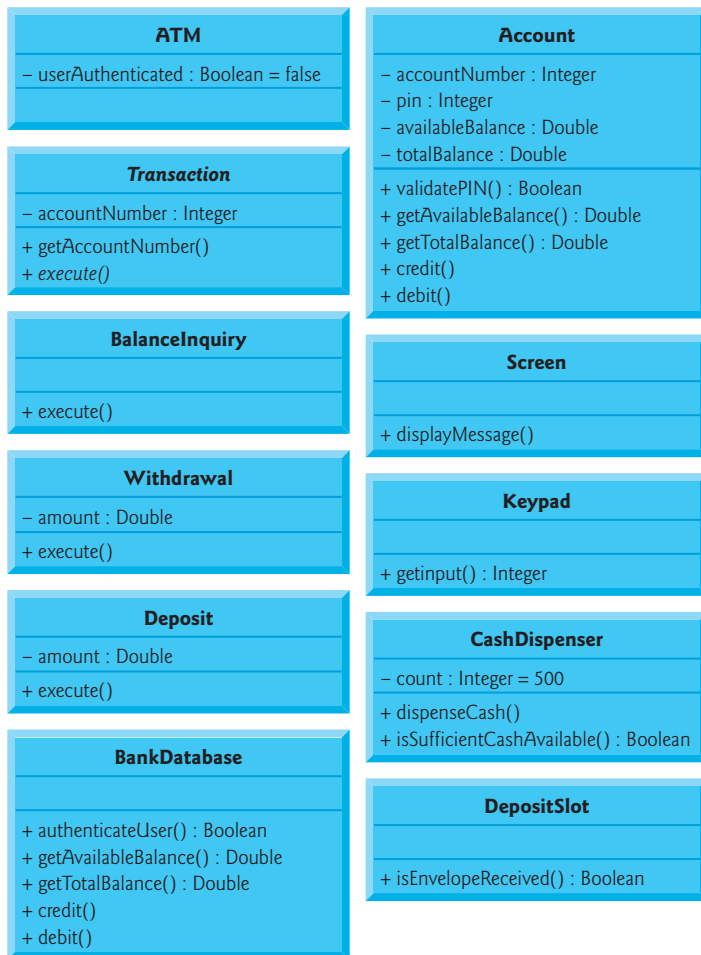 ATM
– userAuthenticated : Boolean = false
Transaction
– accountNumber : Integer
+ getAccountNumber()
+ execute()
BalanceInquiry
+ execute()
Withdrawal
– amount : Double
+ execute()
Deposit
– amount : Double
+ execute()
BankDatabase
+ authenticateUser() : Boolean
+ getAvailableBalance() : Double
+ getTotalBalance() : Double
+ credit()
+ debit()
Account
– accountNumber : Integer
– pin : Integer
– availableBalance : Double
– totalBalance : Double
+ validatePIN() : Boolean
+ getAvailableBalance() : Double
+ getTotalBalance() : Double
+ credit()
+ debit()
Screen
+ displayMessage()
Keypad
+ getinput() : Integer
CashDispenser
– count : Integer = 500
+ dispenseCash()
+ isSufficientCashAvailable() : Boolean
DepositSlot
+ isEnvelopeReceived() : Boolean